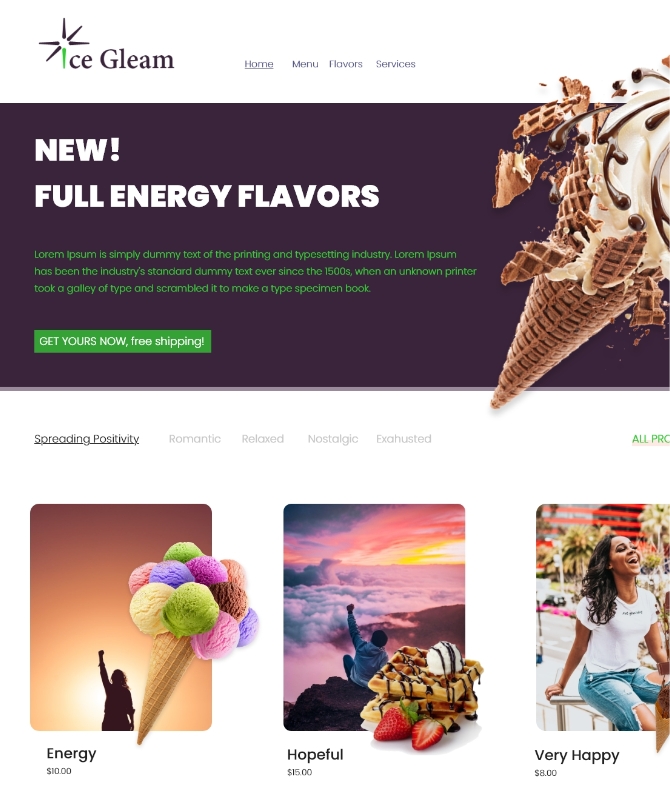 ice Gleam
Home Menu Flavors Services
NEW!
FULL ENERGY FLAVORS
Lorem Ipsum is simply dummy text of the printing and typesetting industry. Lorem Ipsum
has been the industry's standard dummy text ever since the 1500s, when an unknown printer
took a galley of type and scrambled it to make a type specimen book.
GET YOURS NOW, free shipping!
Spreading Positivity Romantic Relaxed Nostalgic Exahusted ALL PRO
Energy
$10.00
Hopeful
$15.00
Very Happy
$8.00